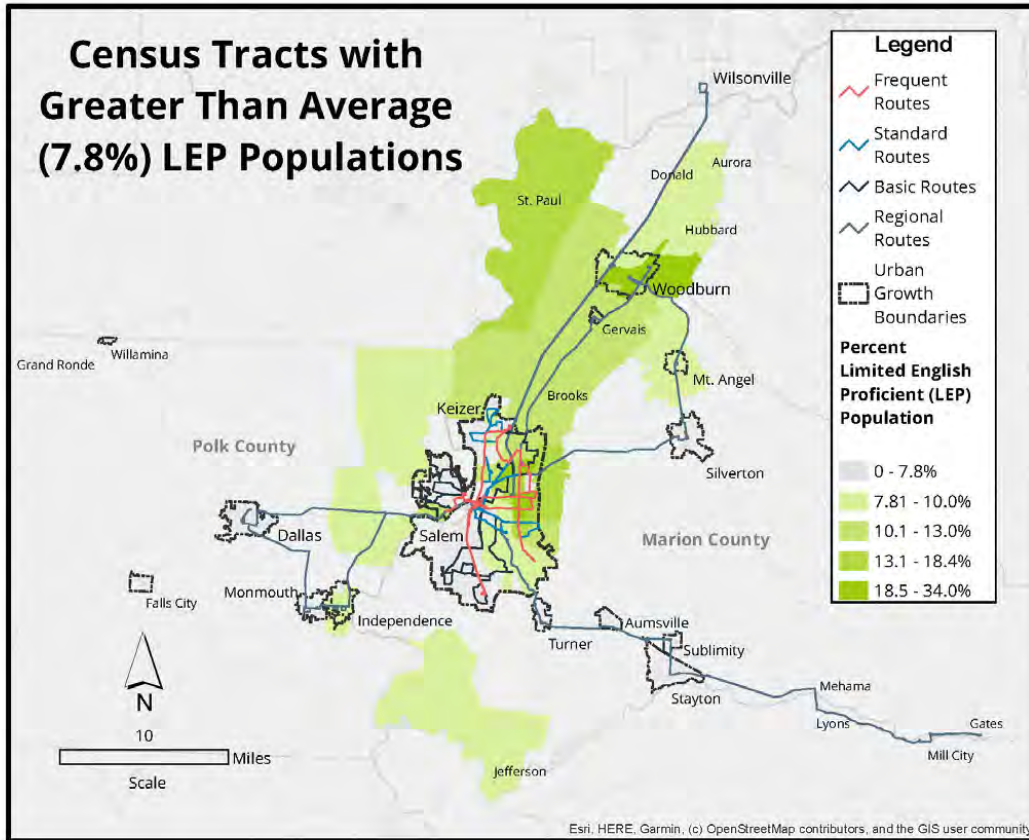 Census Tracts with
Greater Than Average
(7.8%) LEP Populations
Legend
Frequent
Routes
Standard
Routes
Basic Routes
Regional
Routes
Urban
Growth
Boundaries
Percent
Limited English
Proficient (LEP)
Population
0 - 7.8%
7.81 - 10.0%
10.1 - 13.0%
13.1 - 18.4%
18.5 - 34.0%
Wilsonville
Aurora
Donald
St. Paul
Hubbard
Woodburn
Gervais
Willamina
Grand Ronde
Mt. Angel
Brooks
Keizer
Polk County
Silverton
Dallas
Salem
Marion County
Falls City
Monmouth
Independence
Aumsville
Turner
Sublimity
Stayton
Mehama
Lyons
Gates
Mill City
Jefferson
N
10
Miles
Scale
Esri, HERE, Garmin, (c) OpenStreetMap contributors, and the GIS user community